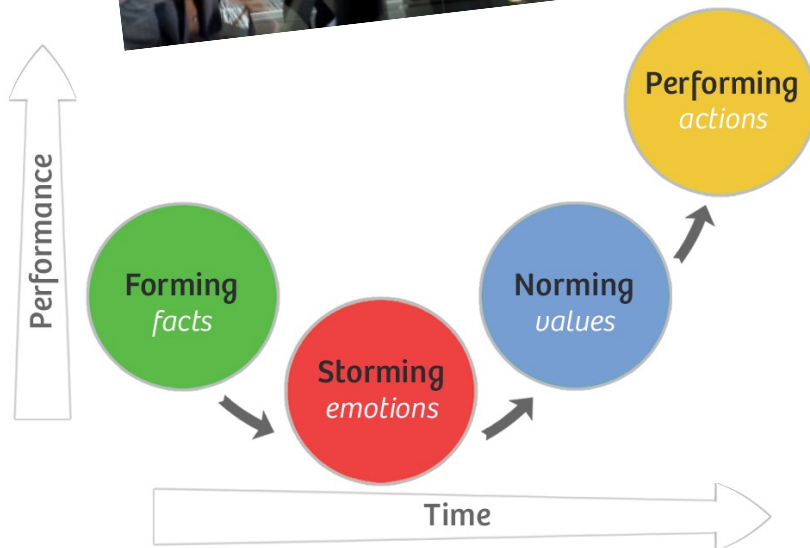 Performing
actions
Performance
Forming
facts
Norming
values
Storming
emotions
Time